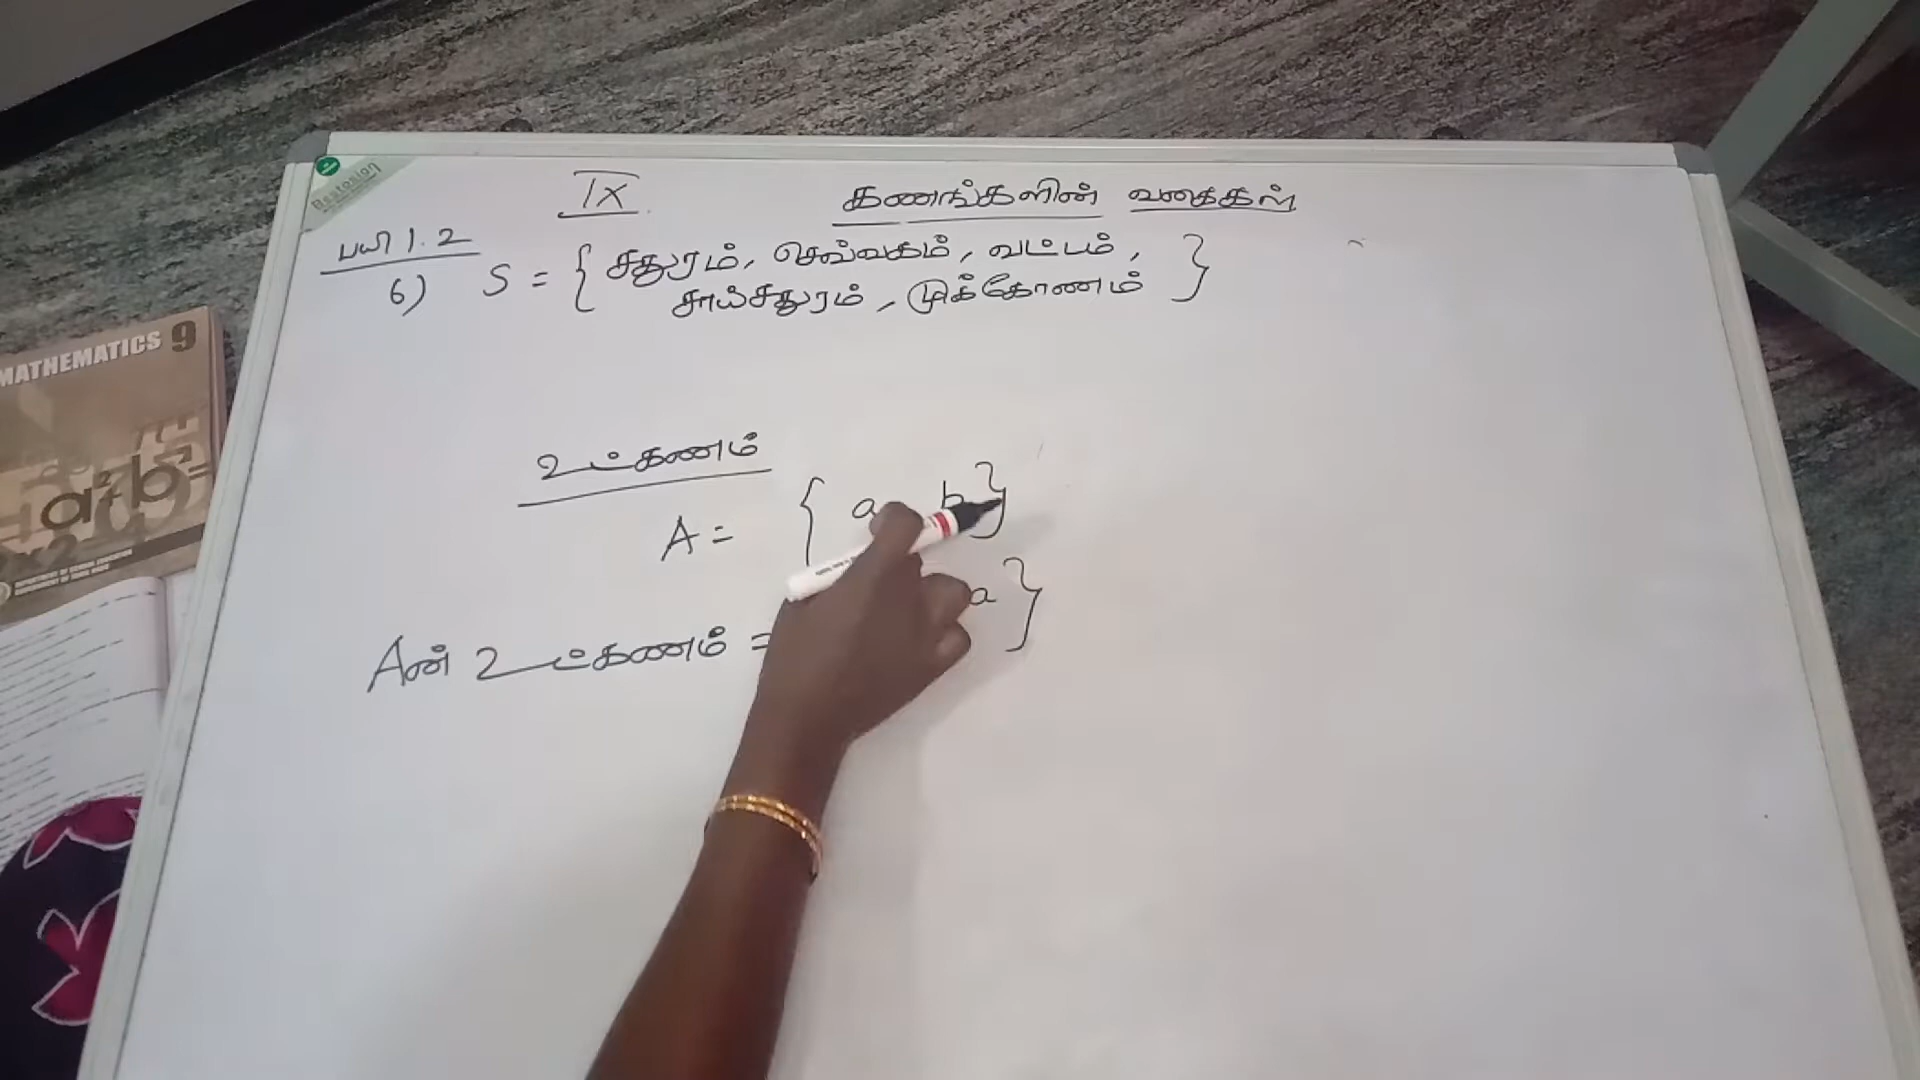 IX
கணங்களின் வகைகள்
பயி 1.2
6) S = { சதுரம், செவ்வகம், வட்டம்,
சாய்சதுரம், முக்கோணம் }
உட்கணம்
A = { a b }
Aன் உட்கணம் = a }
MATHEMATICS 9